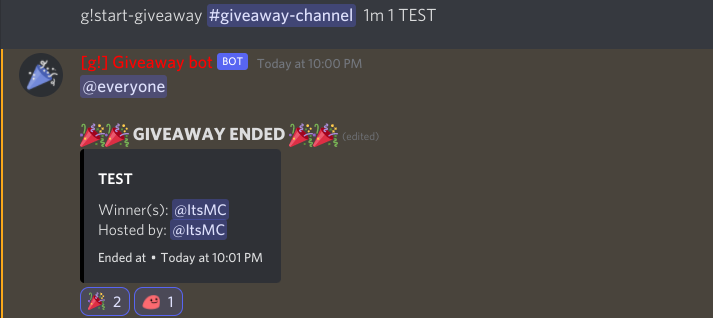 g!start-giveaway #giveaway-channel 1m 1 TEST
[g!] Giveaway bot BOT Today at 10:00 PM
@everyone
🎉🎉 GIVEAWAY ENDED 🎉🎉 (edited)
TEST
Winner(s): @ItsMC
Hosted by: @ItsMC
Ended at • Today at 10:01 PM
🎉 2 1